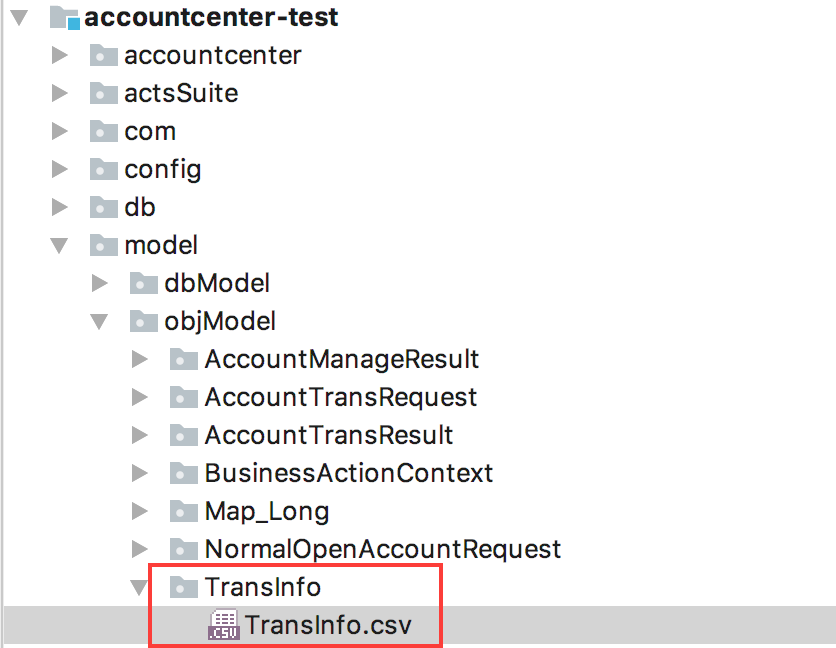 accountcenter-test
accountcenter
actsSuite
com
config
db
model
dbModel
objModel
AccountManageResult
AccountTransRequest
AccountTransResult
BusinessActionContext
Map_Long
NormalOpenAccountRequest
TransInfo
.CSV TransInfo.csv